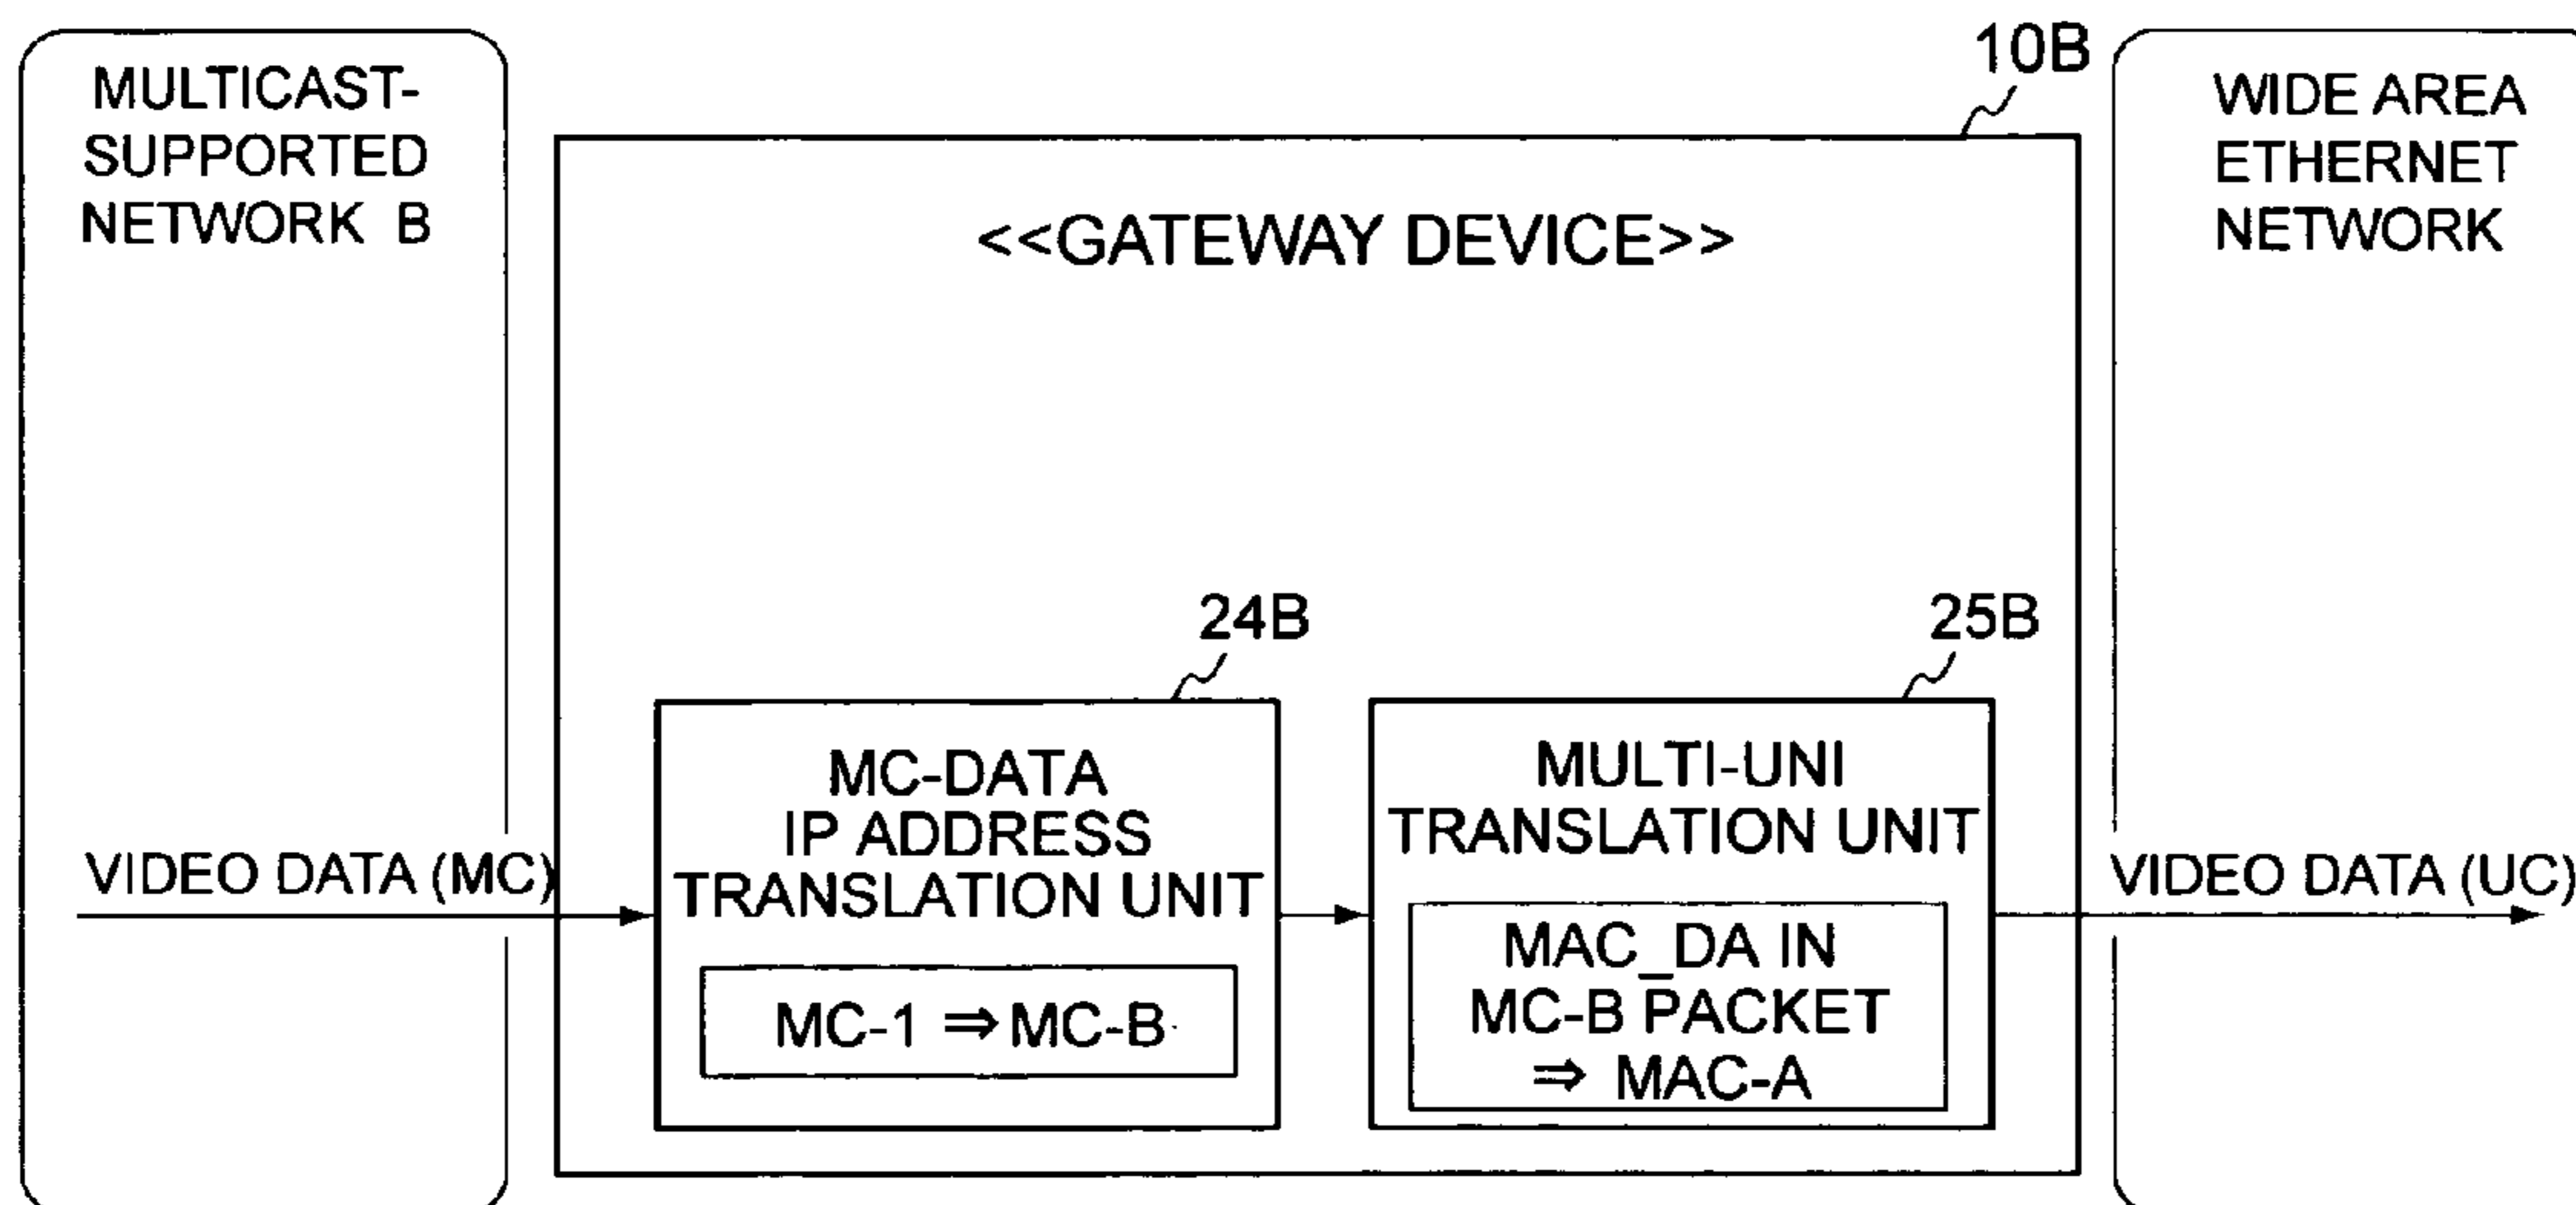 MULTICAST-
SUPPORTED
NETWORK B
10B
WIDE AREA
ETHERNET
NETWORK
<<GATEWAY DEVICE>>
24B
25B
VIDEO DATA (MC)
MC-DATA
IP ADDRESS
TRANSLATION UNIT
MC-1 ⇒ MC-B
MULTI-UNI
TRANSLATION UNIT
MAC_DA IN
MC-B PACKET
⇒ MAC-A
VIDEO DATA (UC)